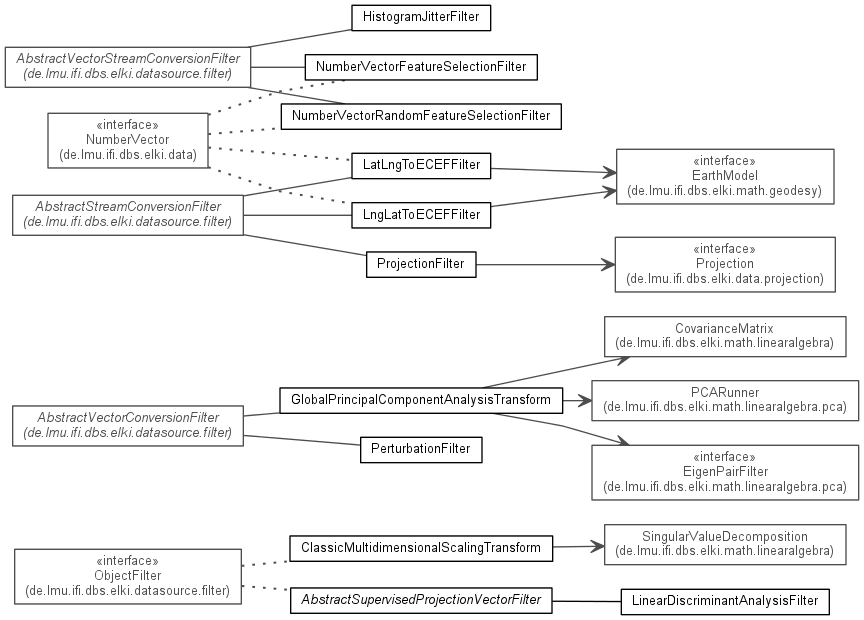 HistogramJitterFilter
AbstractVectorStreamConversionFilter
(de.lmu.ifi.dbs.elki.datasource.filter)
NumberVectorFeatureSelectionFilter
NumberVectorRandomFeatureSelectionFilter
«interface»
NumberVector
(de.lmu.ifi.dbs.elki.data)
LatLngToECEFFilter
«interface»
EarthModel
(de.lmu.ifi.dbs.elki.math.geodesy)
AbstractStreamConversionFilter
(de.lmu.ifi.dbs.elki.datasource.filter)
LngLatToECEFFilter
ProjectionFilter
«interface»
Projection
(de.lmu.ifi.dbs.elki.data.projection)
CovarianceMatrix
(de.lmu.ifi.dbs.elki.math.linearalgebra)
GlobalPrincipalComponentAnalysisTransform
PCARunner
(de.lmu.ifi.dbs.elki.math.linearalgebra.pca)
AbstractVectorConversionFilter
(de.lmu.ifi.dbs.elki.datasource.filter)
PerturbationFilter
«interface»
EigenPairFilter
(de.lmu.ifi.dbs.elki.math.linearalgebra.pca)
ClassicMultidimensionalScalingTransform
SingularValueDecomposition
(de.lmu.ifi.dbs.elki.math.linearalgebra)
«interface»
ObjectFilter
(de.lmu.ifi.dbs.elki.datasource.filter)
AbstractSupervisedProjectionVectorFilter
LinearDiscriminantAnalysisFilter